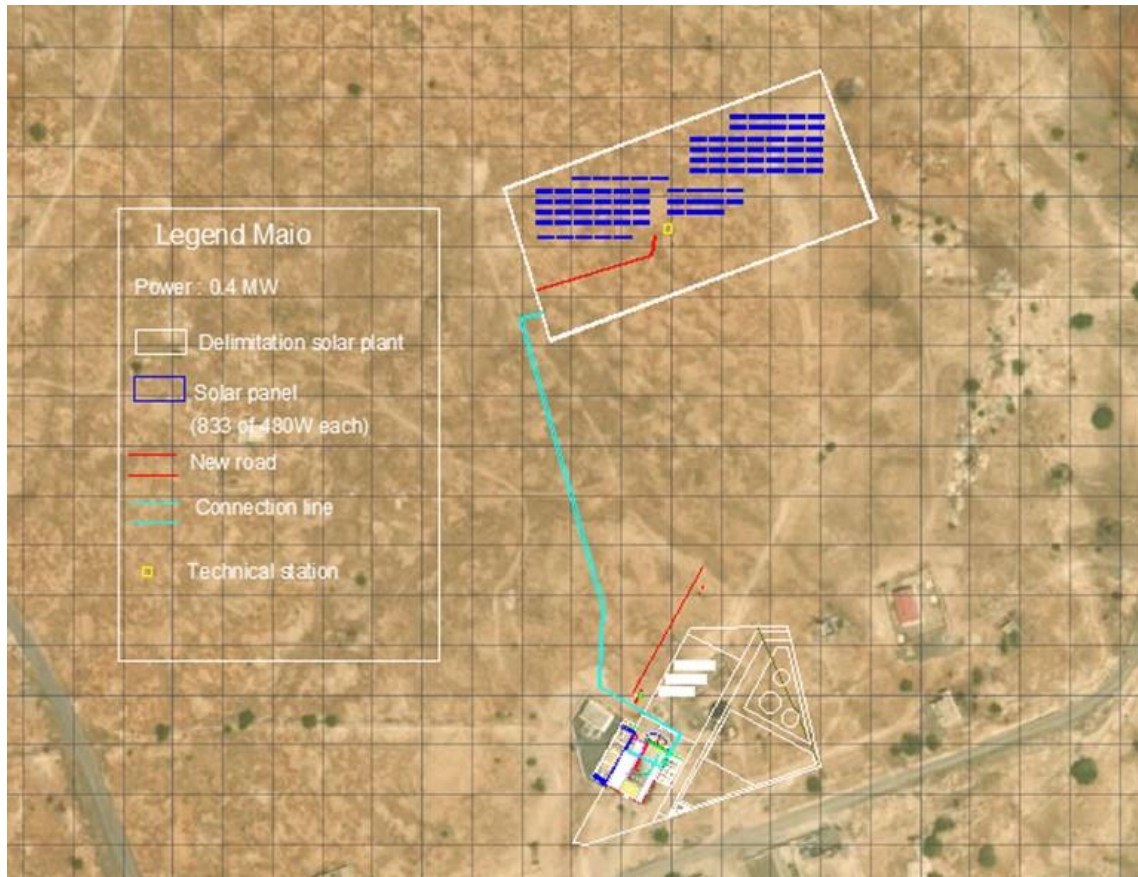 Legend Maio
Power : 0.4 MW
Delimitation solar plant
Solar panel
(833 of 480W each)
New road
Connection line
Technical station